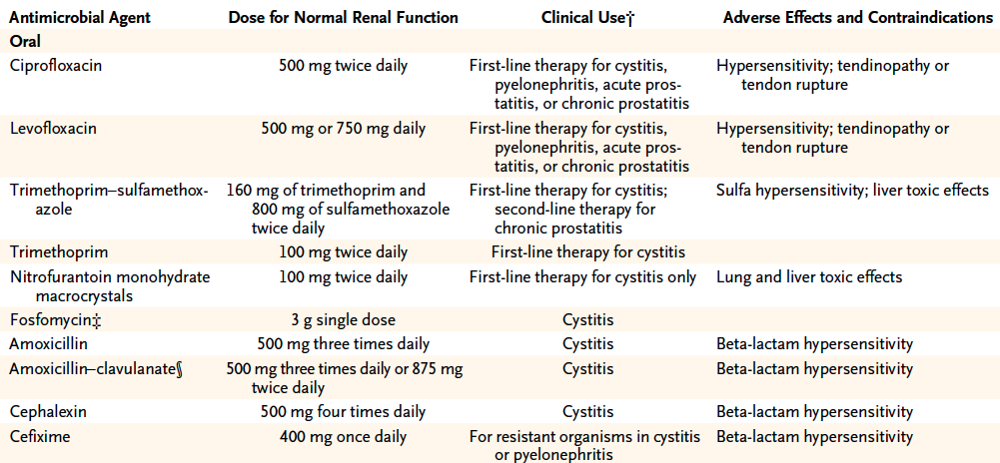 Antimicrobial Agent Dose for Normal Renal Function Clinical Use† Adverse Effects and Contraindications
Oral
Ciprofloxacin 500 mg twice daily First-line therapy for cystitis, Hypersensitivity; tendinopathy or
pyelonephritis, acute pros- tendon rupture
tatitis, or chronic prostatitis
Levofloxacin 500 mg or 750 mg daily First-line therapy for cystitis, Hypersensitivity; tendinopathy or
pyelonephritis, acute pros- tendon rupture
tatitis, or chronic prostatitis
Trimethoprim–sulfamethox- 160 mg of trimethoprim and First-line therapy for cystitis; Sulfa hypersensitivity; liver toxic effects
azole 800 mg of sulfamethoxazole second-line therapy for
twice daily chronic prostatitis
Trimethoprim 100 mg twice daily First-line therapy for cystitis
Nitrofurantoin monohydrate 100 mg twice daily First-line therapy for cystitis only Lung and liver toxic effects
macrocrystals
Fosfomycin‡ 3 g single dose Cystitis
Amoxicillin 500 mg three times daily Cystitis Beta-lactam hypersensitivity
Amoxicillin–clavulanate§ 500 mg three times daily or 875 mg Cystitis Beta-lactam hypersensitivity
twice daily
Cephalexin 500 mg four times daily Cystitis Beta-lactam hypersensitivity
Cefixime 400 mg once daily For resistant organisms in cystitis Beta-lactam hypersensitivity
or pyelonephritis